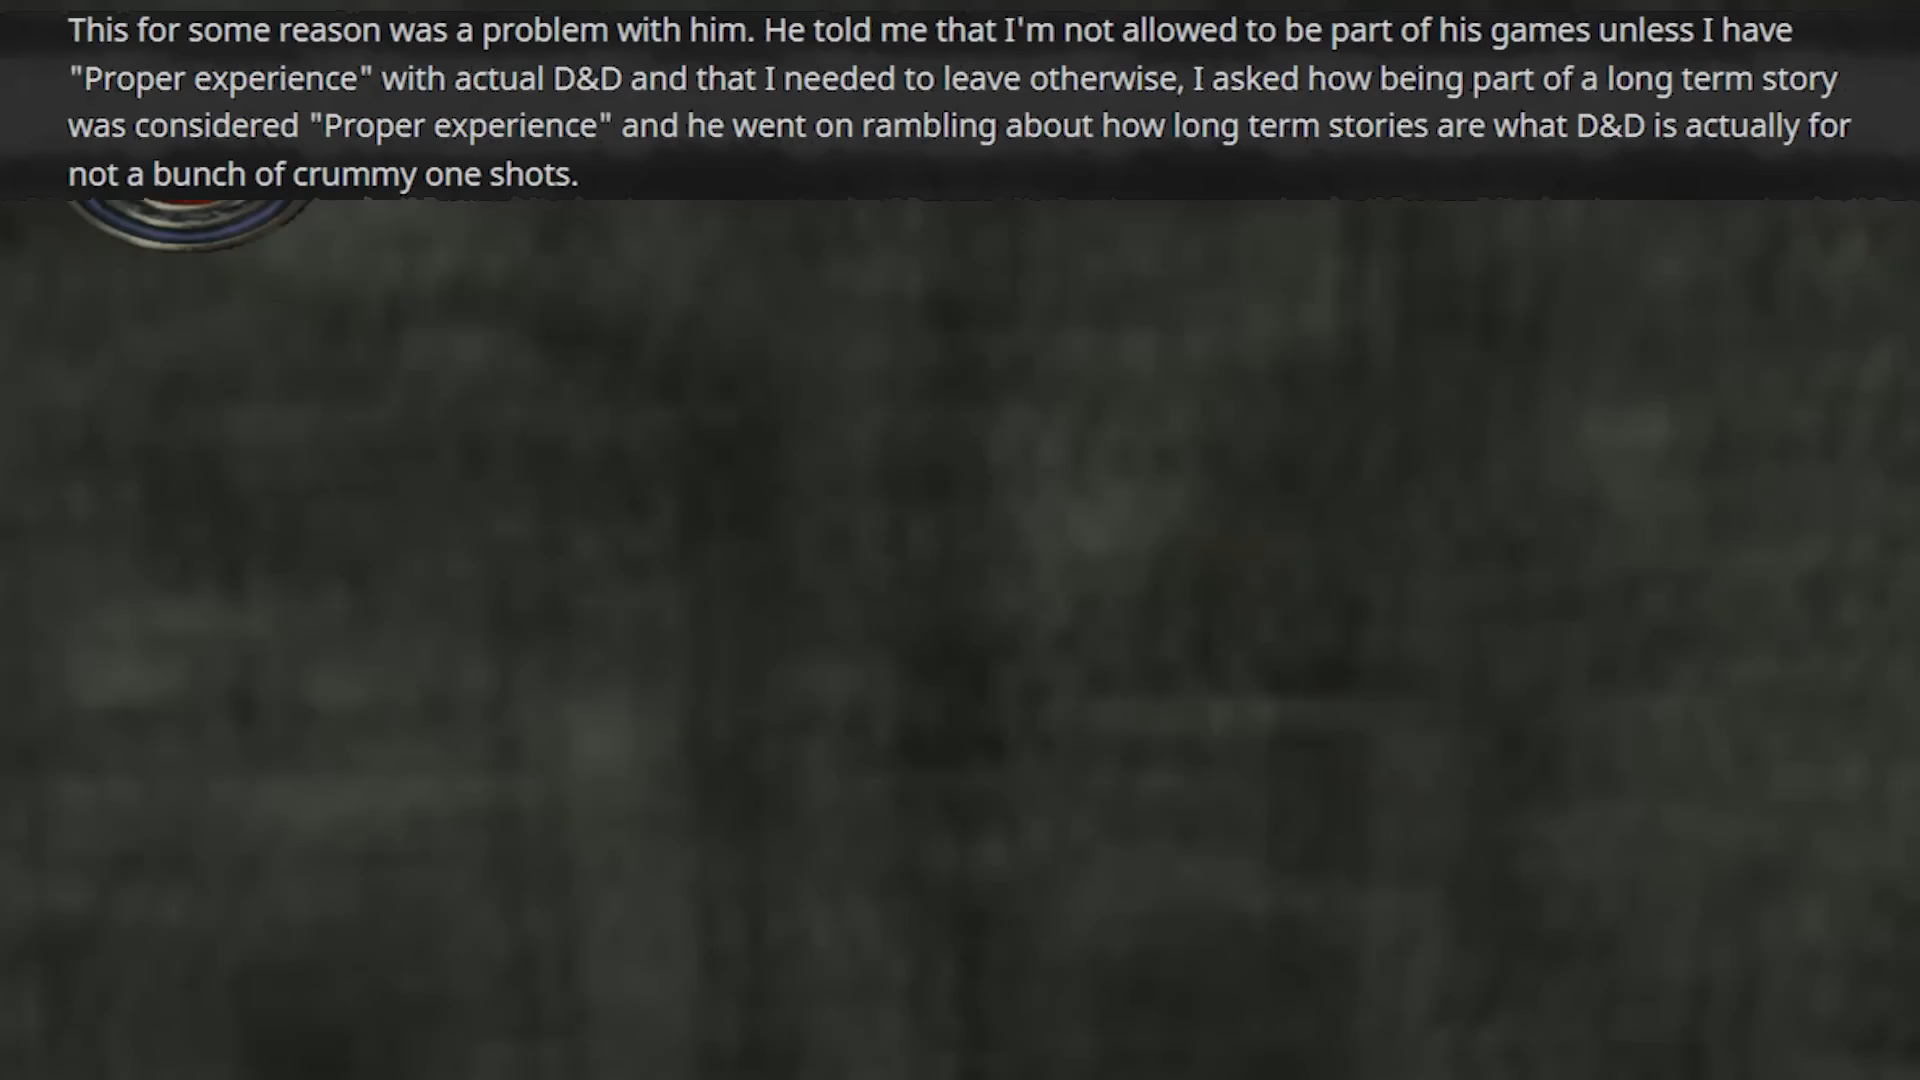 This for some reason was a problem with him. He told me that I'm not allowed to be part of his games unless I have
"Proper experience" with actual D&D and that I needed to leave otherwise, I asked how being part of a long term story
was considered "Proper experience" and he went on rambling about how long term stories are what D&D is actually for
not a bunch of crummy one shots.